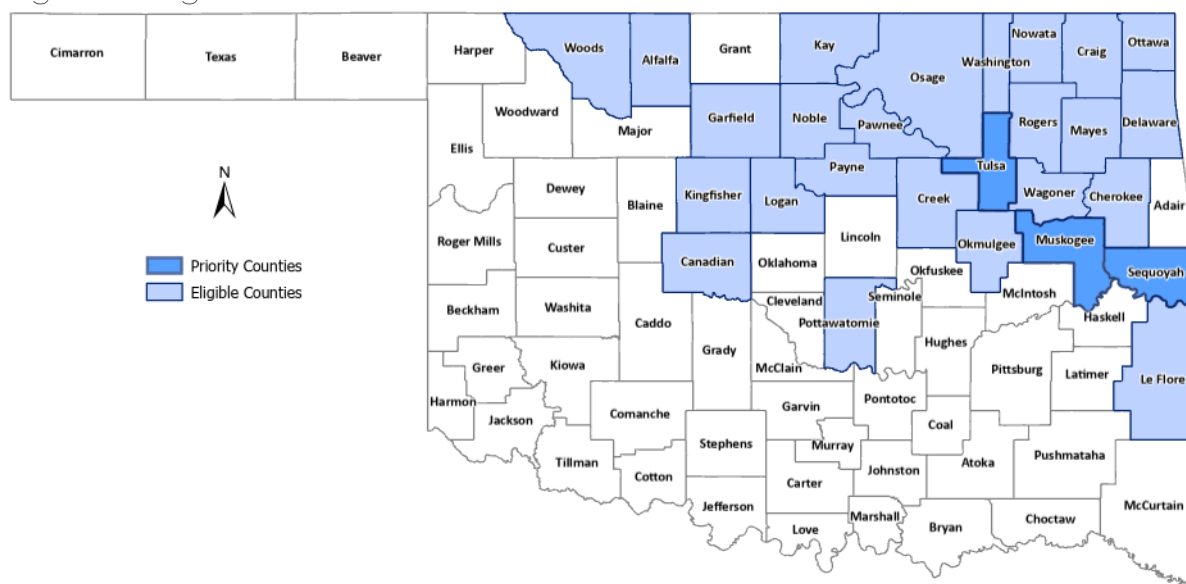 Cimarron
Texas
Beaver
Harper
Woods
Alfalfa
Grant
Kay
Osage
Washington
Nowata
Craig
Ottawa
Woodward
Major
Garfield
Noble
Pawnee
Rogers
Mayes
Delaware
Ellis
Dewey
Blaine
Kingfisher
Logan
Payne
Creek
Tulsa
Wagoner
Cherokee
Adair
N
Roger Mills
Custer
Canadian
Oklahoma
Lincoln
Okmulgee
Muskogee
Sequoyah
Priority Counties
Eligible Counties
Okfuskee
McIntosh
Beckham
Washita
Caddo
Cleveland
Pottawatomie
Seminole
Haskell
Greer
Kiowa
Grady
McClain
Hughes
Pittsburg
Latimer
Le Flore
Harmon
Jackson
Comanche
Garvin
Pontotoc
Coal
Tillman
Cotton
Stephens
Murray
Johnston
Atoka
Pushmataha
Jefferson
Carter
Love
Marshall
Bryan
Choctaw
McCurtain